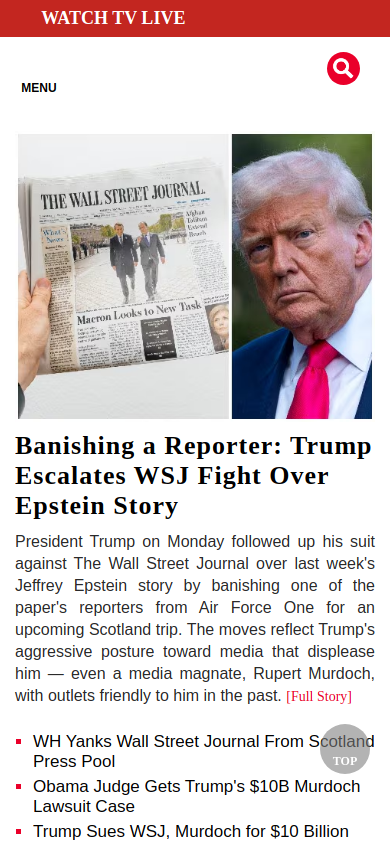 WATCH TV LIVE
MENU
THE WALL STREET JOURNAL.
What's
News
Afghan
Taliban
Extend
Reach
Macron Looks to New Task
Banishing a Reporter: Trump
Escalates WSJ Fight Over
Epstein Story
President Trump on Monday followed up his suit
against The Wall Street Journal over last week's
Jeffrey Epstein story by banishing one of the
paper's reporters from Air Force One for an
upcoming Scotland trip. The moves reflect Trump's
aggressive posture toward media that displease
him — even a media magnate, Rupert Murdoch,
with outlets friendly to him in the past. [Full Story]
WH Yanks Wall Street Journal From Scotland
Press Pool
TOP
Obama Judge Gets Trump's $10B Murdoch
Lawsuit Case
Trump Sues WSJ, Murdoch for $10 Billion